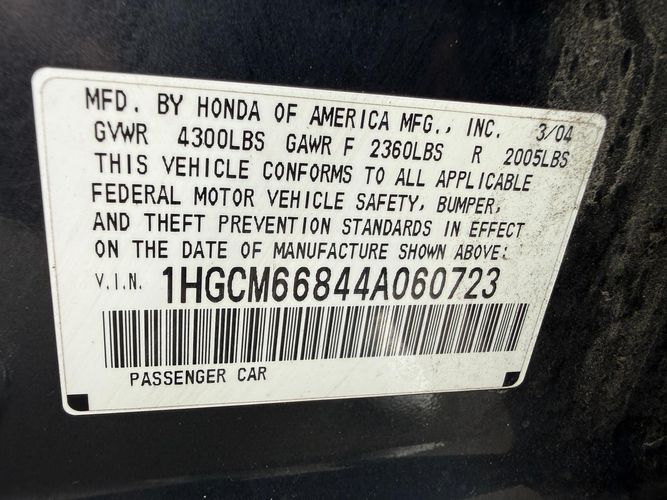 MFD. BY HONDA OF AMERICA MFG., INC. 3/04
GVWR 4300LBS GAWR F 2360LBS R 2005LBS
THIS VEHICLE CONFORMS TO ALL APPLICABLE
FEDERAL MOTOR VEHICLE SAFETY, BUMPER,
AND THEFT PREVENTION STANDARDS IN EFFECT
ON THE DATE OF MANUFACTURE SHOWN ABOVE:
V.I.N. 1HGCM66844A060723
PASSENGER CAR